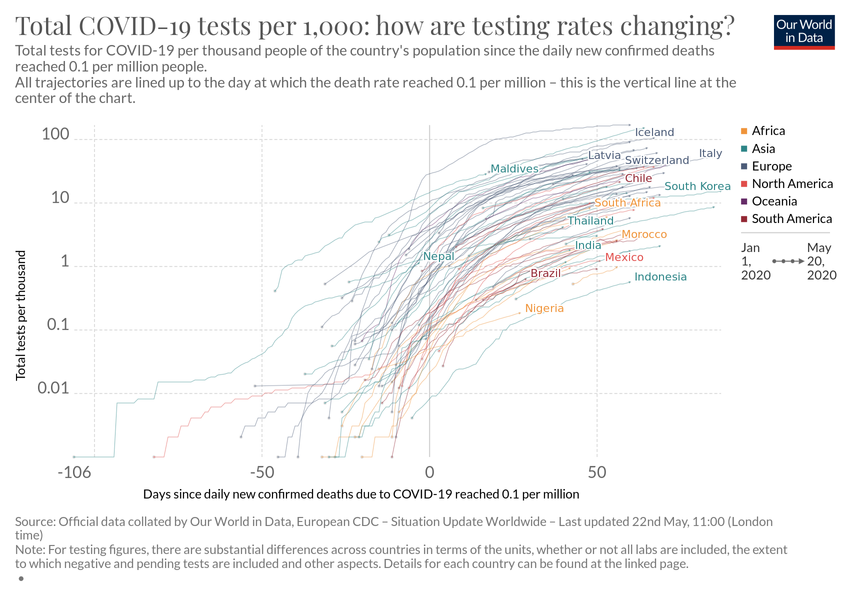 Total COVID-19 tests per 1,000: how are testing rates changing?
Our World
in Data
Total tests for COVID-19 per thousand people of the country's population since the daily new confirmed deaths
reached 0.1 per million people.
All trajectories are lined up to the day at which the death rate reached 0.1 per million – this is the vertical line at the
center of the chart.
100
10
1
0.1
0.01
Total tests per thousand
Iceland
Latvia
Italy
Switzerland
Maldives
Chile
South Korea
South Africa
Thailand
Morocco
India
Nepal
Mexico
Brazil
Indonesia
Nigeria
Africa
Asia
Europe
North America
Oceania
South America
Jan
1,
2020
May
20,
2020
-106
-50
0
50
Days since daily new confirmed deaths due to COVID-19 reached 0.1 per million
Source: Official data collated by Our World in Data, European CDC – Situation Update Worldwide – Last updated 22nd May, 11:00 (London
time)
Note: For testing figures, there are substantial differences across countries in terms of the units, whether or not all labs are included, the extent
to which negative and pending tests are included and other aspects. Details for each country can be found at the linked page.
•